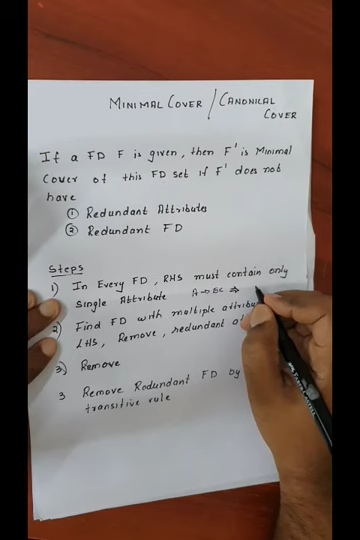 MINIMAL COVER / CANONICAL
COVER
If a FD F is given, then F' is Minimal
Cover of this FD set if F' does not
have
① Redundant Attributes
② Redundant FD
Steps
1) In Every FD, RHS must contain only
Single Attribute A → BC ⇒
2) Find FD with multiple
LHS, Remove, redundant
3) Remove
3 Remove Redundant FD by
transitive rule